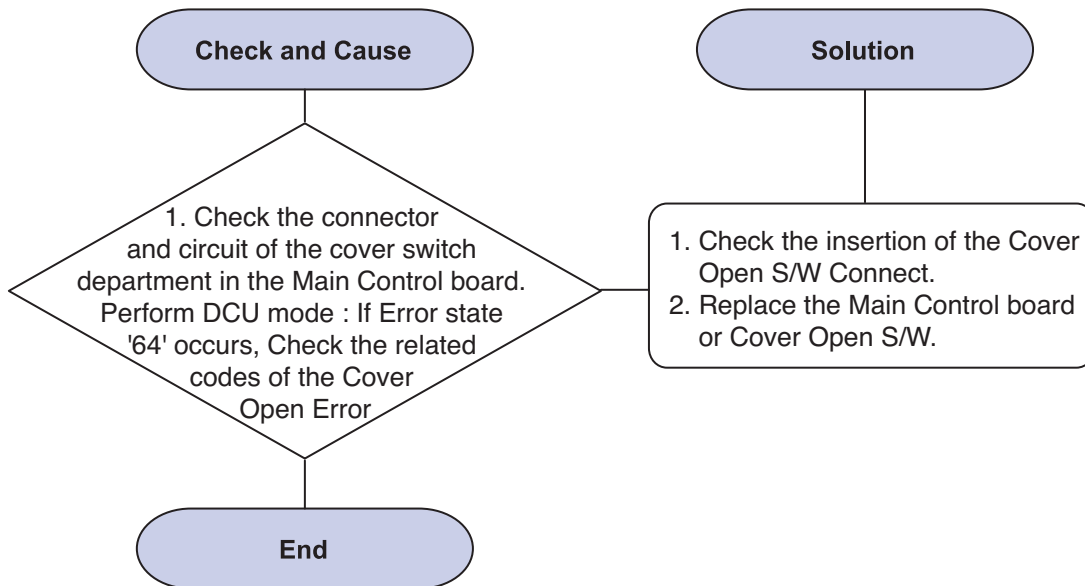 Check and Cause
1. Check the connector
and circuit of the cover switch
department in the Main Control board.
Perform DCU mode : If Error state
'64' occurs, Check the related
codes of the Cover
Open Error
End
Solution
1. Check the insertion of the Cover
Open S/W Connect.
2. Replace the Main Control board
or Cover Open S/W.